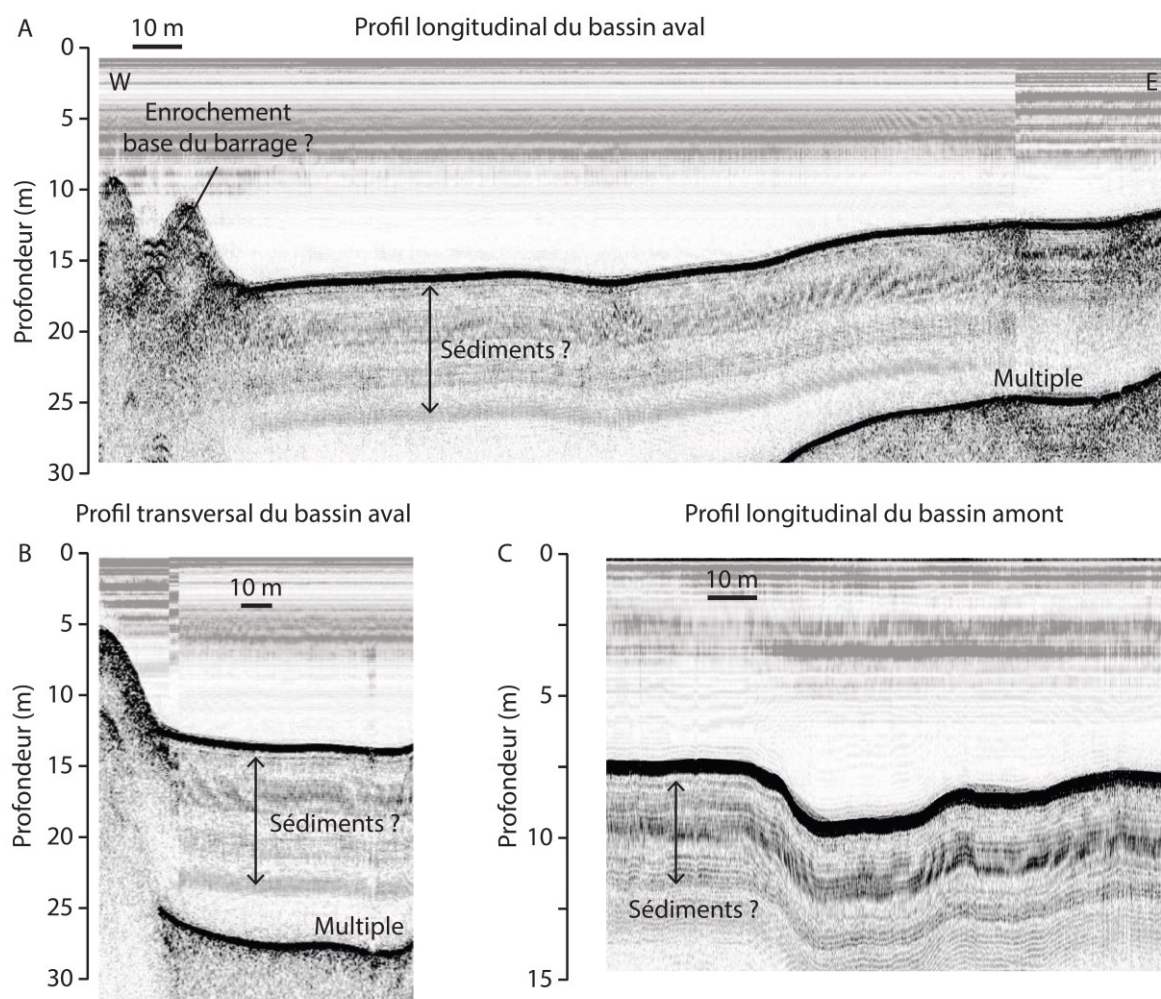 A
10 m
Profil longitudinal du bassin aval
0
5
10
15
20
25
30
Profondeur (m)
W
E
Enrochement
base du barrage ?
Sédiments ?
Multiple
Profil transversal du bassin aval
B
0
5
10
15
20
25
30
Profondeur (m)
10 m
Sédiments ?
Multiple
Profil longitudinal du bassin amont
C
0
5
10
15
Profondeur (m)
10 m
Sédiments ?